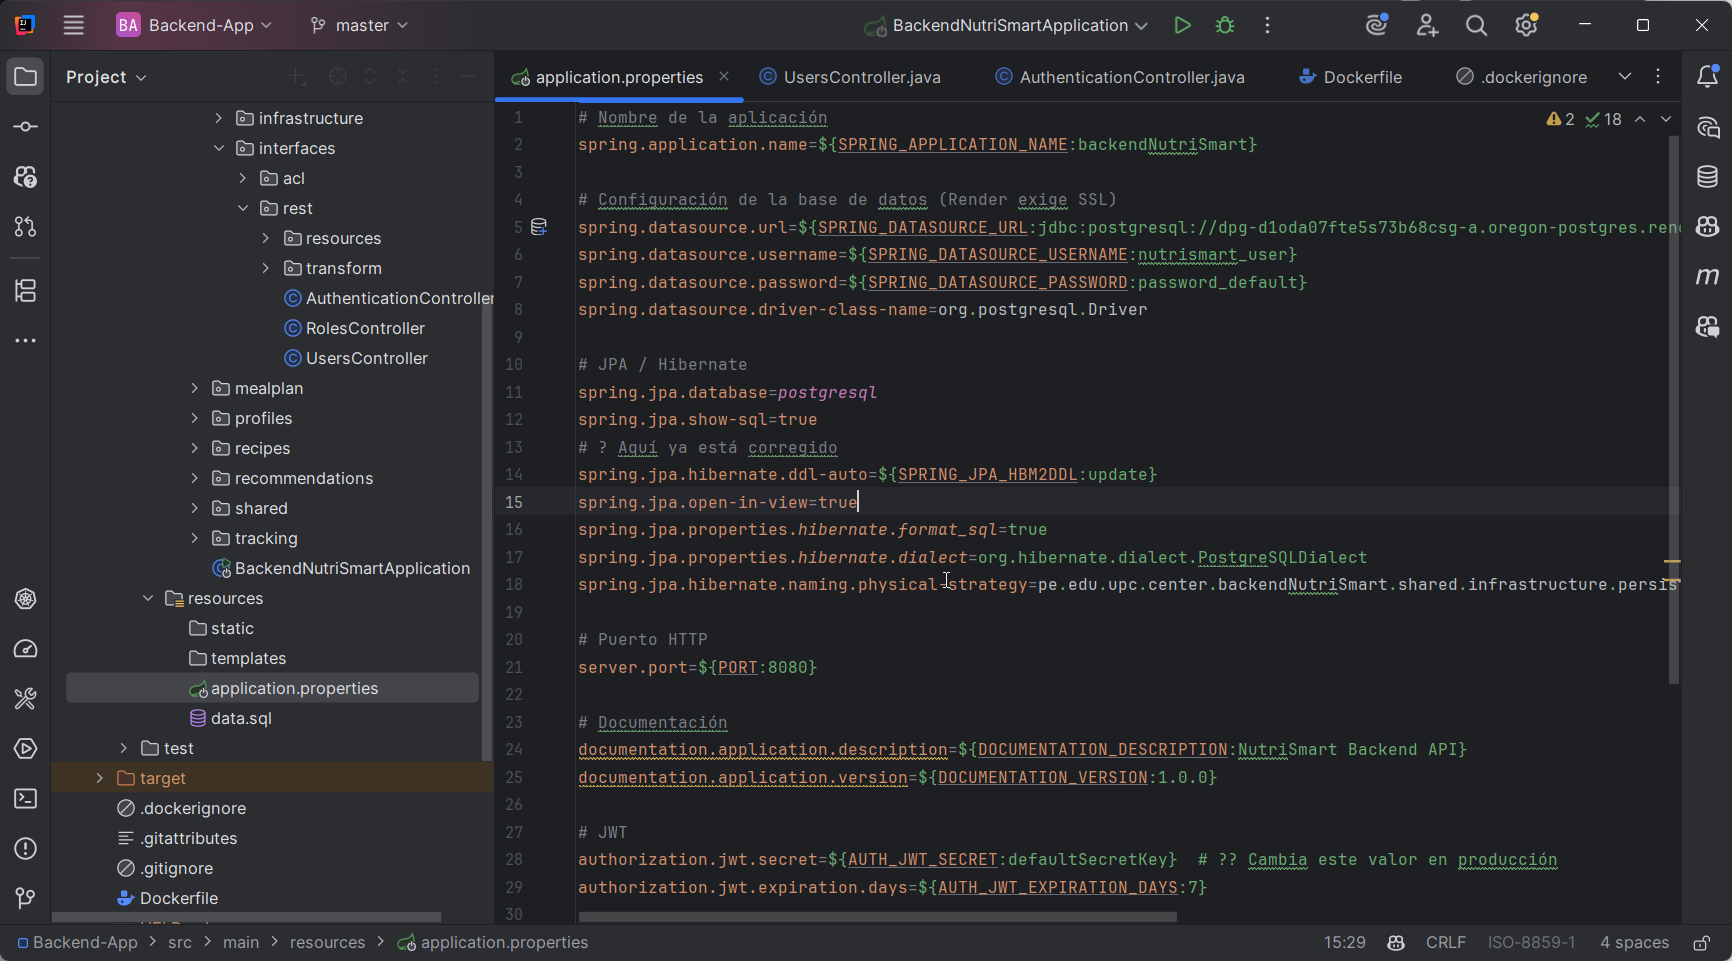 BA Backend-App master BackendNutriSmartApplication
Project
application.properties UsersController.java AuthenticationController.java Dockerfile .dockerignore
infrastructure
interfaces
acl
rest
resources
transform
AuthenticationController
RolesController
UsersController
mealplan
profiles
recipes
recommendations
shared
tracking
BackendNutriSmartApplication
resources
static
templates
application.properties
data.sql
test
target
.dockerignore
.gitattributes
.gitignore
Dockerfile
2 18
1 # Nombre de la aplicación
2 spring.application.name=${SPRING_APPLICATION_NAME:backendNutriSmart}
3
4 # Configuración de la base de datos (Render exige SSL)
5 spring.datasource.url=${SPRING_DATASOURCE_URL:jdbc:postgresql://dpg-d1oda07fte5s73b68csg-a.oregon-postgres.ren
6 spring.datasource.username=${SPRING_DATASOURCE_USERNAME:nutrismart_user}
7 spring.datasource.password=${SPRING_DATASOURCE_PASSWORD:password_default}
8 spring.datasource.driver-class-name=org.postgresql.Driver
9
10 # JPA / Hibernate
11 spring.jpa.database=postgresql
12 spring.jpa.show-sql=true
13 # ? Aquí ya está corregido
14 spring.jpa.hibernate.ddl-auto=${SPRING_JPA_HBM2DDL:update}
15 spring.jpa.open-in-view=true
16 spring.jpa.properties.hibernate.format_sql=true
17 spring.jpa.properties.hibernate.dialect=org.hibernate.dialect.PostgreSQLDialect
18 spring.jpa.hibernate.naming.physical-strategy=pe.edu.upc.center.backendNutriSmart.shared.infrastructure.persis
19
20 # Puerto HTTP
21 server.port=${PORT:8080}
22
23 # Documentación
24 documentation.application.description=${DOCUMENTATION_DESCRIPTION:NutriSmart Backend API}
25 documentation.application.version=${DOCUMENTATION_VERSION:1.0.0}
26
27 # JWT
28 authorization.jwt.secret=${AUTH_JWT_SECRET:defaultSecretKey} # ?? Cambia este valor en producción
29 authorization.jwt.expiration.days=${AUTH_JWT_EXPIRATION_DAYS:7}
30
Backend-App > src > main > resources > application.properties 15:29 CRLF ISO-8859-1 4 spaces